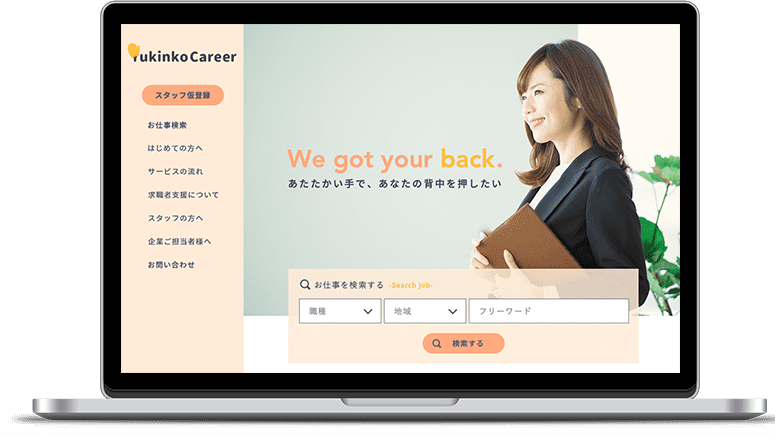 Yukinko Career
スタッフ仮登録
お仕事検索
はじめての方へ
サービスの流れ
求職者支援について
スタッフの方へ
企業ご担当者様へ
お問い合わせ
We got your back.
あたたかい手で、あなたの背中を押したい
お仕事を検索する -Search job-
職種 地域 フリーワード
検索する